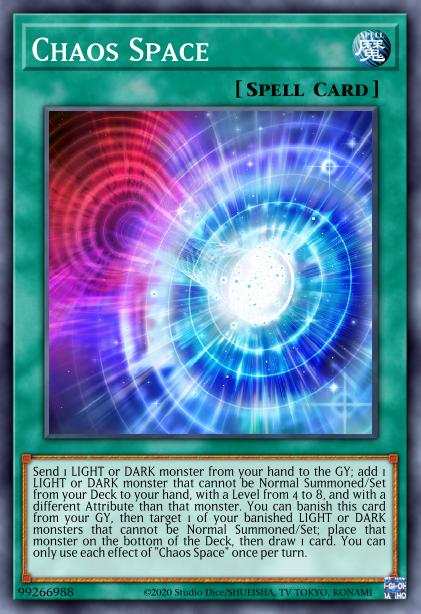 CHAOS SPACE
SPELL
魔
[SPELL CARD]
Send 1 LIGHT or DARK monster from your hand to the GY; add 1
LIGHT or DARK monster that cannot be Normal Summoned/Set
from your Deck to your hand, with a Level from 4 to 8, and with a
different Attribute than that monster. You can banish this card
from your GY, then target 1 of your banished LIGHT or DARK
monsters that cannot be Normal Summoned/Set; place that
monster on the bottom of the Deck, then draw 1 card. You can
only use each effect of "Chaos Space" once per turn.
99266988
©2020 Studio Dice/SHUEISHA, TV TOKYO, KONAMI